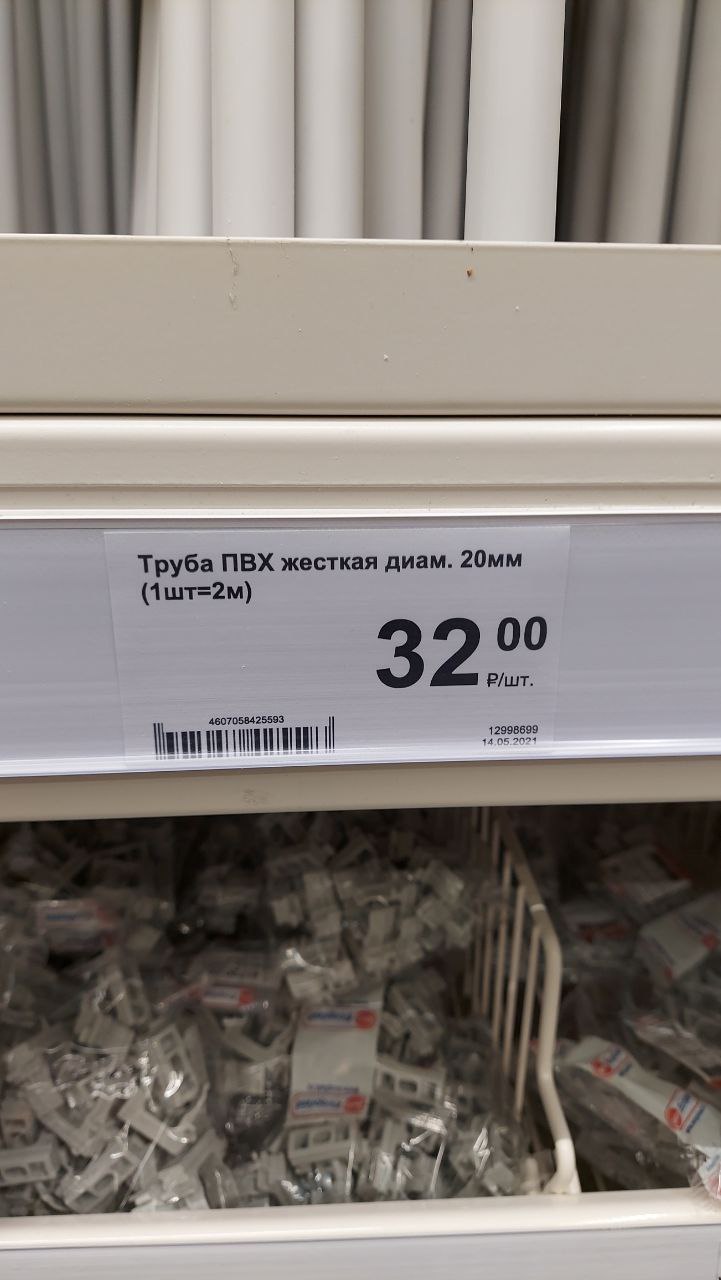 Труба ПВХ жесткая диам. 20мм
(1шт=2м)
32 00
₽/шт.
4607058425593
12998699
14.05.2021